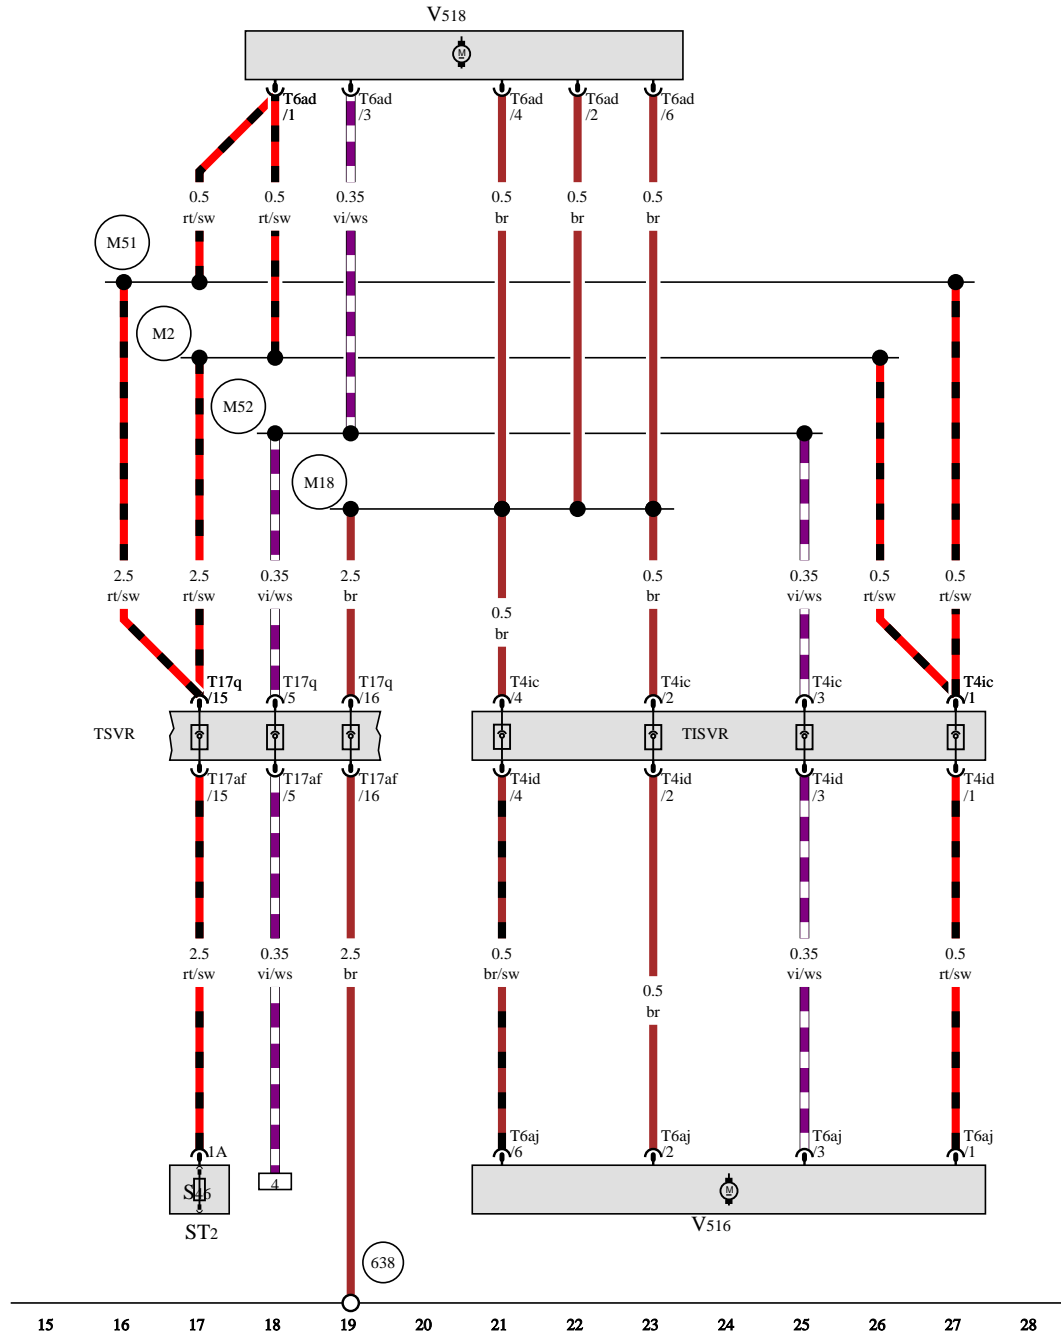 V518
M
T6ad T6ad T6ad T6ad T6ad
/1 /3 /4 /2 /6
0.5 0.5 0.35 0.5 0.5 0.5
rt/sw rt/sw vi/ws br br br
M51
M2
M52
M18
2.5 2.5 0.35 2.5 0.5 0.35 0.5 0.5
rt/sw rt/sw vi/ws br br vi/ws rt/sw rt/sw
0.5
br
T17q T17q T17q T4ic T4ic T4ic T4ic
/15 /5 /16 /4 /2 /3 /1
TSVR TISVR
T17af T17af T17af T4id T4id T4id T4id
/15 /5 /16 /4 /2 /3 /1
2.5 0.35 2.5 0.5 0.35 0.5
rt/sw vi/ws br br/sw vi/ws rt/sw
0.5
br
T6aj T6aj T6aj T6aj
1A /6 /2 /3 /1
S46 4 M
ST2 V516
638
15 16 17 18 19 20 21 22 23 24 25 26 27 28